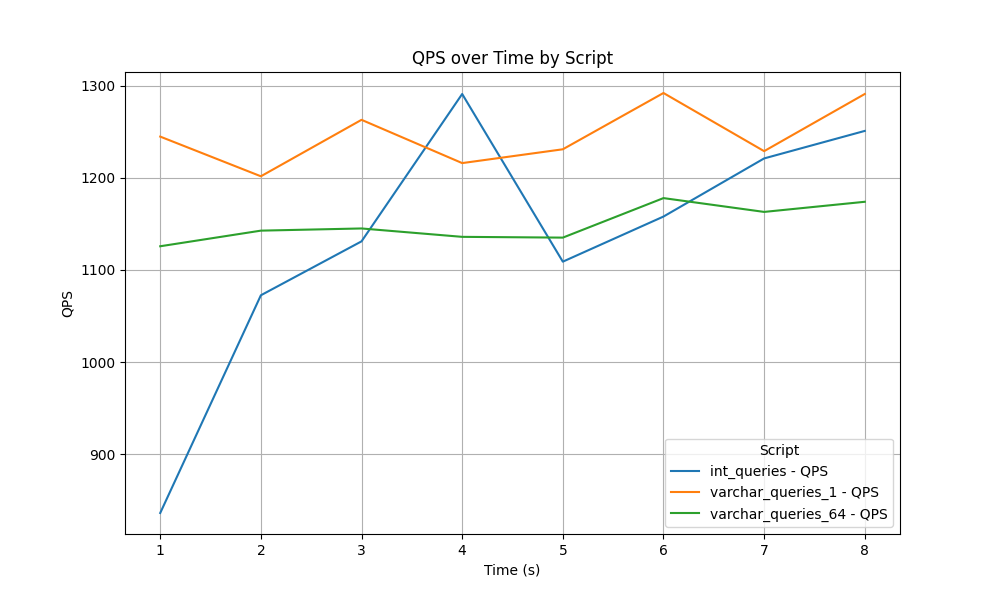 QPS over Time by Script
1300
1200
1100
1000
900
QPS
1
2
3
4
5
6
7
8
Time (s)
Script
int_queries - QPS
varchar_queries_1 - QPS
varchar_queries_64 - QPS